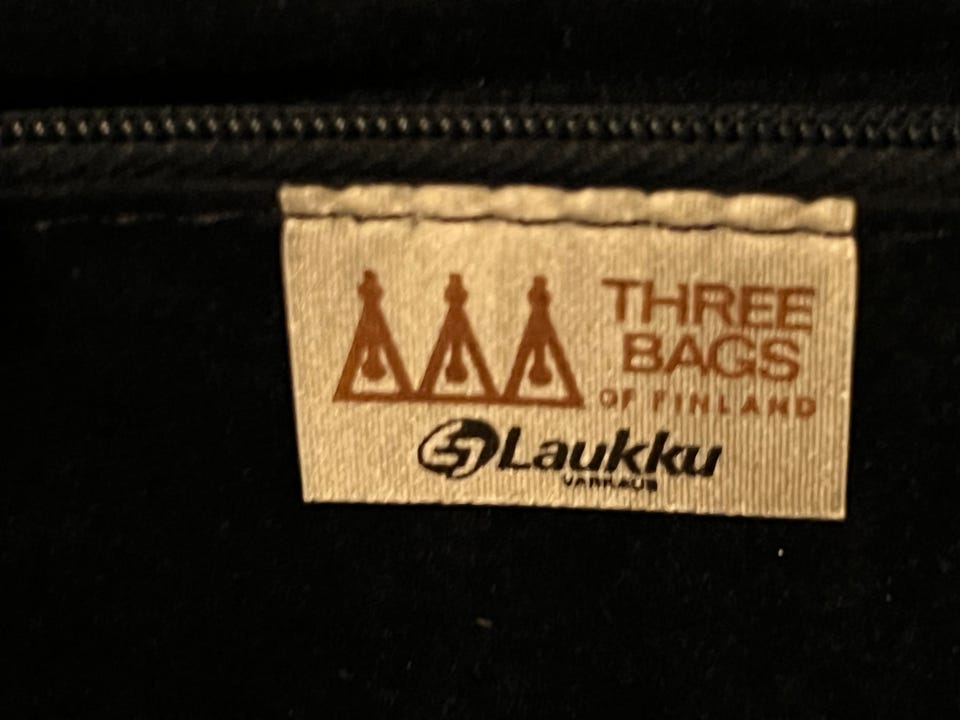 THREE
BAGS
OF FINLAND
Laukku
VARKAUS